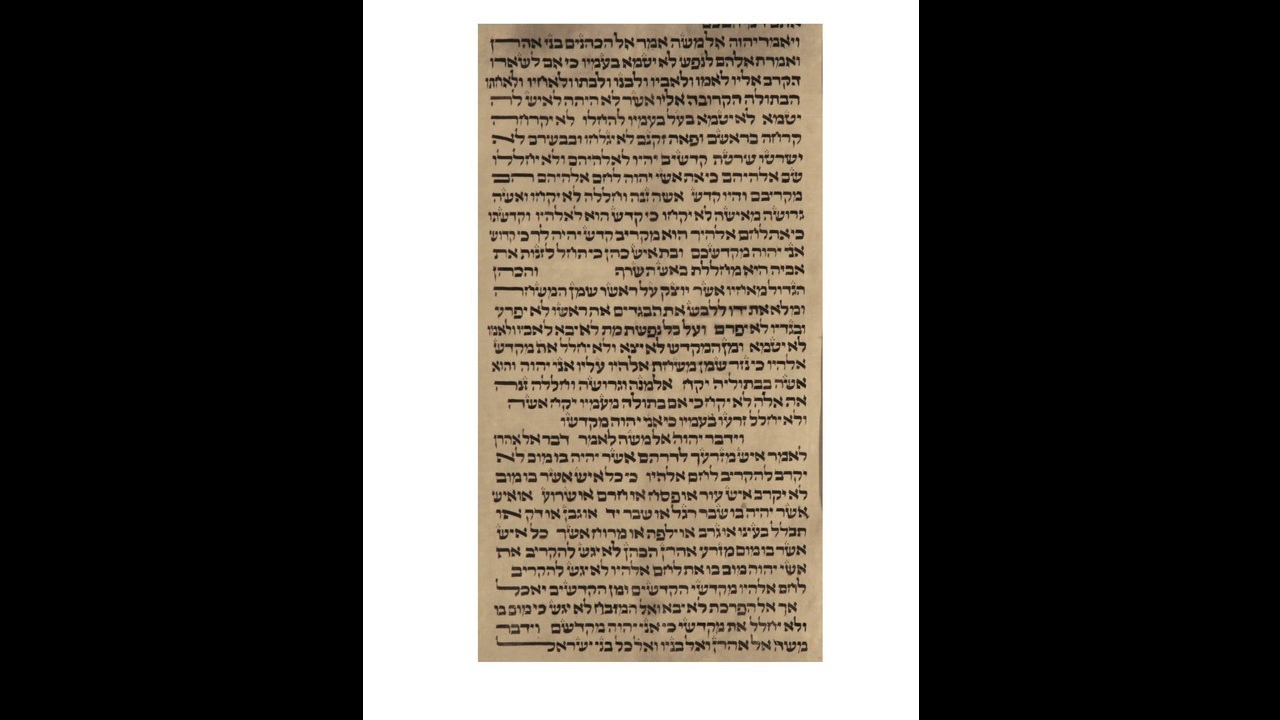 ויאמר יהוה אל משה אמר אל הכהנים בני אהרן
ואמרת אלהם לנפש לא יטמא בעמיו כי אם לשארו
הקרב אליו לאמו ולאביו ולבנו ולבתו ולאחיו ולאחתו
הבתולה הקרובה אליו אשר לא היתה לאיש לה
יטמא לא יטמא בעל בעמיו להחלו לא יקרחה
קרחה בראשם ופאת זקנם לא יגלחו ובבשרם לא
ישרטו שרטת קדשים יהיו לאלהיהם ולא יחללו
שם אלהיהם כי את אשי יהוה לחם אלהיהם הם
מקריבם והיו קדש אשה זנה וחללה לא יקחו ואשה
גרושה מאישה לא יקחו כי קדש הוא לאלהיו וקדשתו
כי את לחם אלהיך הוא מקריב קדש יהיה לך כי קדוש
אני יהוה מקדשכם ובת איש כהן כי תחל לזנות את
אביה היא מחללת באש תשרף והכהן
הגדול מאחיו אשר יוצק על ראשו שמן המשחה
ומלא את ידו ללבש את הבגדים את ראשו לא יפרע
ובגדיו לא יפרם ועל כל נפשת מת לא יבא לאביו ולאמו
לא יטמא ומן המקדש לא יצא ולא יחלל את מקדש
אלהיו כי נזר שמן משחת אלהיו עליו אני יהוה והוא
אשה בבתוליה יקח אלמנה וגרושה וחללה זנה
את אלה לא יקח כי אם בתולה מעמיו יקח אשה
ולא יחלל זרעו בעמיו כי אני יהוה מקדשו
וידבר יהוה אל משה לאמר דבר אל אהרן
לאמר איש מזרעך לדרתם אשר יהיה בו מום לא
יקרב להקריב לחם אלהיו כי כל איש אשר בו מום
לא יקרב איש עור או פסח או חרם או שרוע או איש
אשר יהיה בו שבר רגל או שבר יד או גבן או דק או
תבלל בעינו או גרב או ילפת או מרוח אשך כל איש
אשר בו מום מזרע אהרן הכהן לא יגש להקריב את
אשי יהוה מום בו את לחם אלהיו לא יגש להקריב
לחם אלהיו מקדשי הקדשים ומן הקדשים יאכל
אך אל הפרכת לא יבא ואל המזבח לא יגש כי מום בו
ולא יחלל את מקדשי כי אני יהוה מקדשם וידבר
משה אל אהרן ואל בניו ואל כל בני ישראל